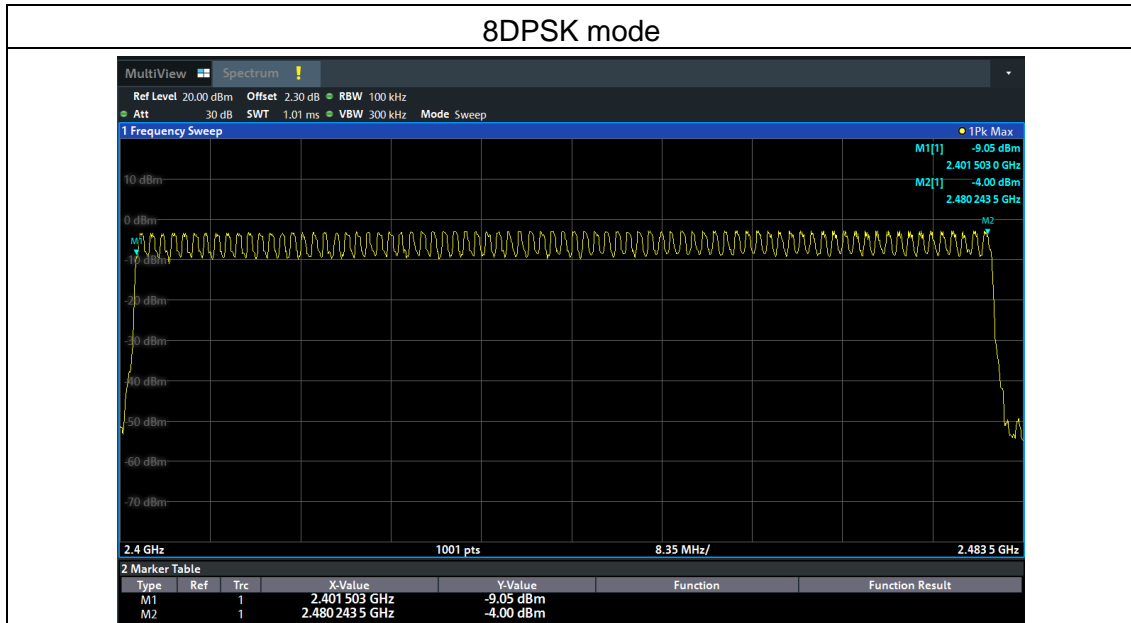 8DPSK mode
MultiView Spectrum !
Ref Level 20.00 dBm Offset 2.30 dB RBW 100 kHz
Att 30 dB SWT 1.01 ms VBW 300 kHz Mode Sweep
1 Frequency Sweep 1Pk Max
M1[1] -9.05 dBm
2.401 503 0 GHz
10 dBm M2[1] -4.00 dBm
2.480 243 5 GHz
0 dBm M2
M1
-10 dBm
-20 dBm
-30 dBm
-40 dBm
-50 dBm
-60 dBm
-70 dBm
2.4 GHz 1001 pts 8.35 MHz/ 2.483 5 GHz
2 Marker Table
Type Ref Trc X-Value Y-Value Function Function Result
M1 1 2.401 503 GHz -9.05 dBm
M2 1 2.480 243 5 GHz -4.00 dBm